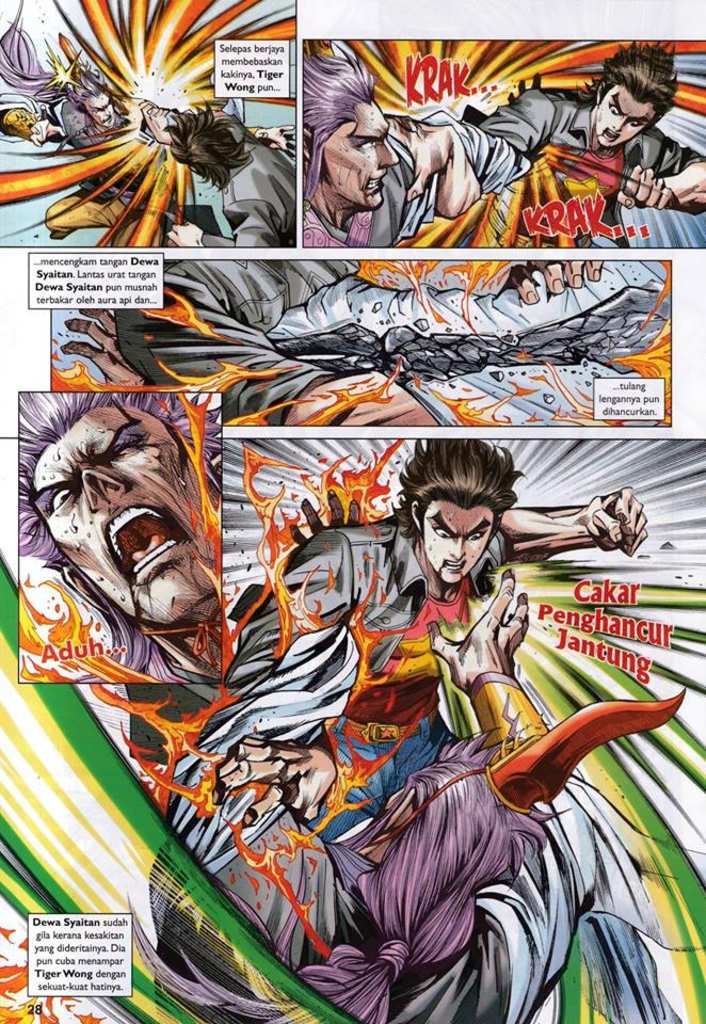 Selepas berjaya
membebaskan
kakinya, Tiger
Wong pun...
KRAK...
KRAK...
...mencengkam tangan Dewa
Syaitan. Lantas urat tangan
Dewa Syaitan pun musnah
terbakar oleh aura api dan...
...tulang
lengannya pun
dihancurkan.
Aduh...
Cakar
Penghancur
Jantung
Dewa Syaitan sudah
gila kerana kesakitan
yang dideritainya. Dia
pun cuba menampar
Tiger Wong dengan
sekuat-kuat hatinya.
28